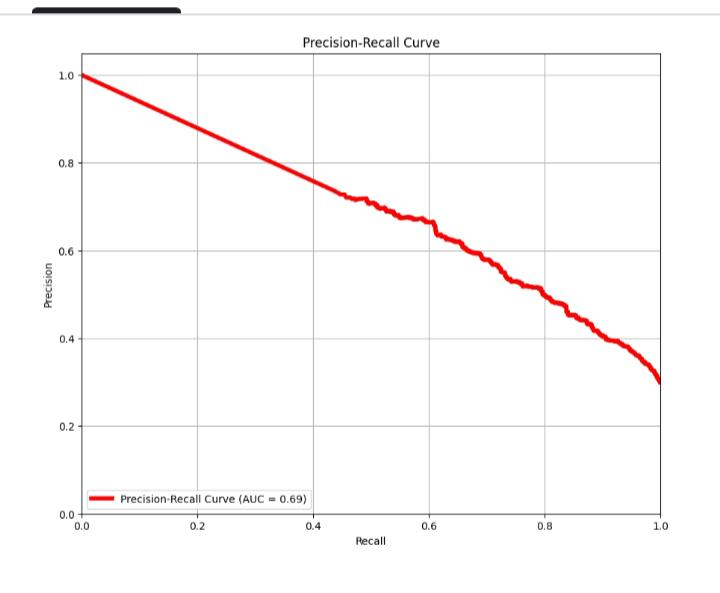 Precision-Recall Curve
1.0
0.8
0.6
0.4
0.2
0.0
Precision
Precision-Recall Curve (AUC = 0.69)
0.0 0.2 0.4 0.6 0.8 1.0
Recall